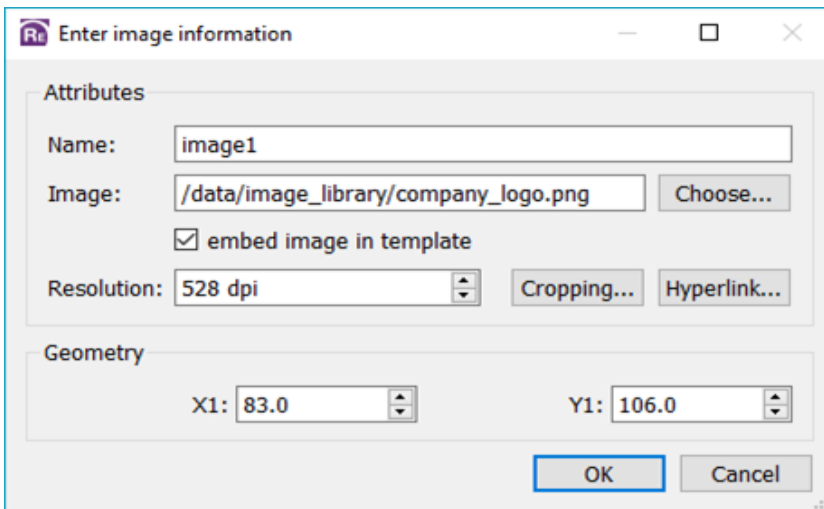 RE Enter image information
Attributes
Name: image1
Image: /data/image_library/company_logo.png Choose...
embed image in template
Resolution: 528 dpi Cropping... Hyperlink...
Geometry
X1: 83.0 Y1: 106.0
OK Cancel